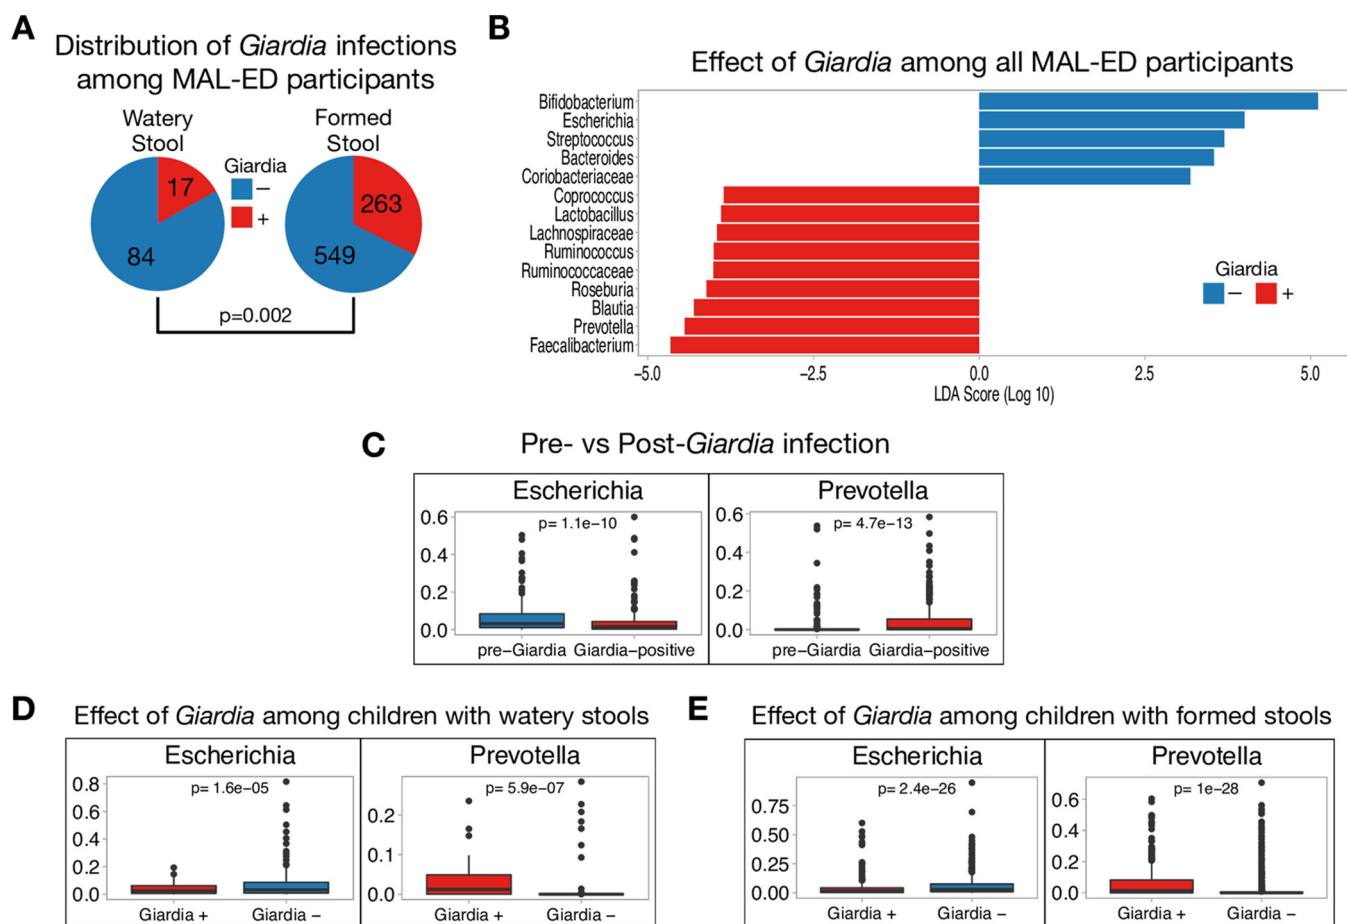 A
Distribution of Giardia infections
among MAL-ED participants
Watery
Stool
Formed
Stool
Giardia
−
+
17
84
263
549
p=0.002
B
Effect of Giardia among all MAL-ED participants
Bifidobacterium
Escherichia
Streptococcus
Bacteroides
Coriobacteriaceae
Coprococcus
Lactobacillus
Lachnospiraceae
Ruminococcus
Ruminococcaceae
Roseburia
Blautia
Prevotella
Faecalibacterium
Giardia
− +
−5.0 −2.5 0.0 2.5 5.0
LDA Score (Log 10)
C
Pre- vs Post-Giardia infection
Escherichia
p= 1.1e−10
0.6
0.4
0.2
0.0
pre−Giardia Giardia−positive
Prevotella
p= 4.7e−13
0.6
0.4
0.2
0.0
pre−Giardia Giardia−positive
D
Effect of Giardia among children with watery stools
Escherichia
p= 1.6e−05
0.8
0.6
0.4
0.2
0.0
Giardia + Giardia −
Prevotella
p= 5.9e−07
0.2
0.1
0.0
Giardia + Giardia −
E
Effect of Giardia among children with formed stools
Escherichia
p= 2.4e−26
0.75
0.50
0.25
0.00
Giardia + Giardia −
Prevotella
p= 1e−28
0.6
0.4
0.2
0.0
Giardia + Giardia −